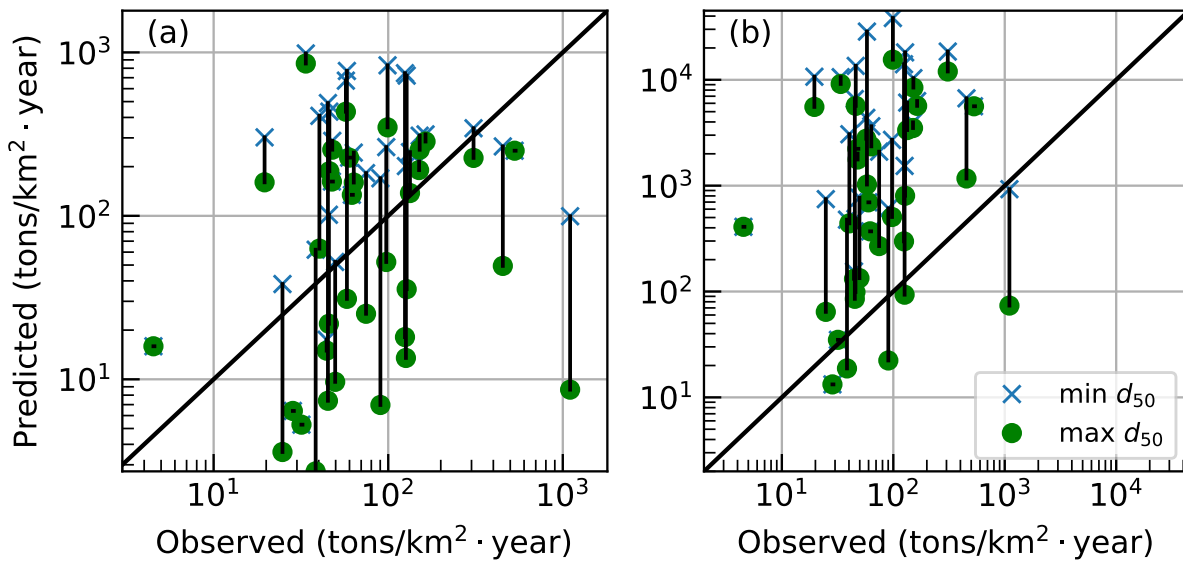 (a)
Predicted (tons/km² · year)
10³
10²
10¹
10¹ 10² 10³
Observed (tons/km² · year)
(b)
10⁴
10³
10²
10¹
min d₅₀
max d₅₀
10¹ 10² 10³ 10⁴
Observed (tons/km² · year)